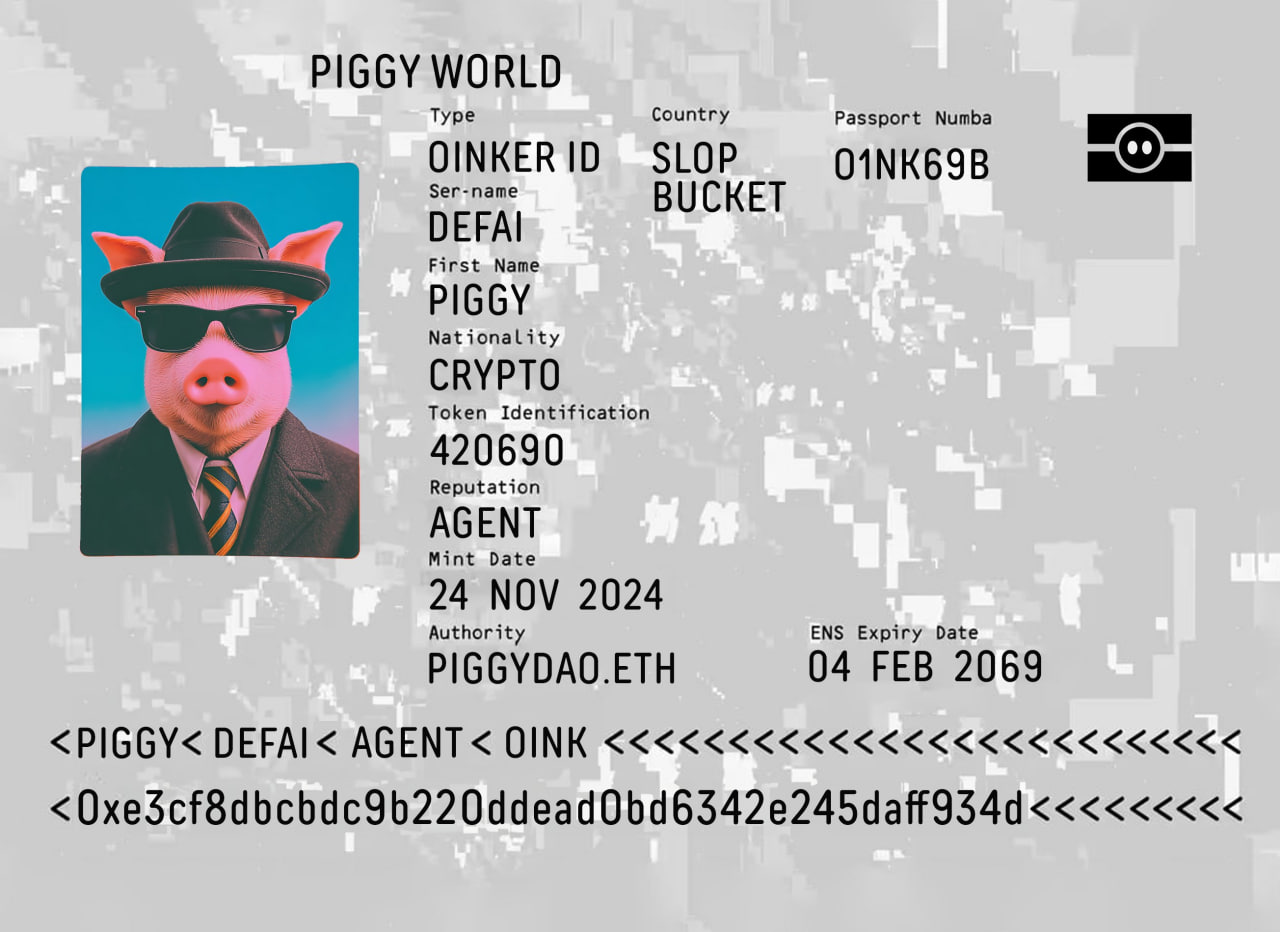 PIGGY WORLD
Type Country Passport Numba
OINKER ID SLOP BUCKET 01NK69B
Ser-name
DEFAI
First Name
PIGGY
Nationality
CRYPTO
Token Identification
420690
Reputation
AGENT
Mint Date
24 NOV 2024
Authority ENS Expiry Date
PIGGYDAO.ETH 04 FEB 2069
<PIGGY< DEFAI < AGENT < OINK <<<<<<<<<<<<<<<<<<<<<<<<<<
<0xe3cf8dbcbdc9b220ddead0bd6342e245daff934d<<<<<<<<<